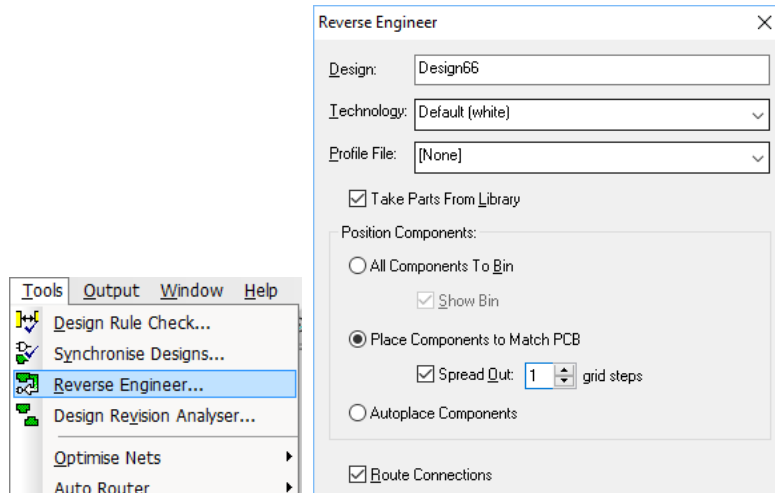 Tools Output Window Help
Design Rule Check...
Synchronise Designs...
Reverse Engineer...
Design Revision Analyser...
Optimise Nets
Auto Router
Reverse Engineer
Design: Design66
Technology: Default (white)
Profile File: [None]
Take Parts From Library
Position Components:
All Components To Bin
Show Bin
Place Components to Match PCB
Spread Out: 1 grid steps
Autoplace Components
Route Connections